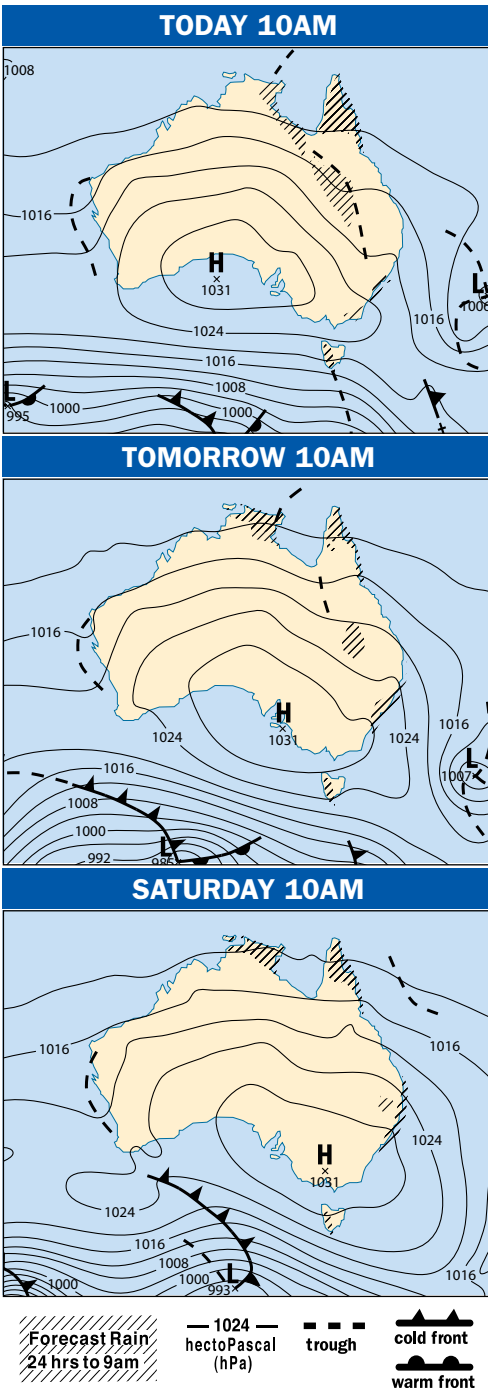 TODAY 10AM
1008
1016
H
1031
L
1006
1016
1024
1016
1008
L
995
1000
1000
TOMORROW 10AM
1016
H
1024
1031
1024
1016
L
1007
1016
1008
1000
L
992
985
SATURDAY 10AM
1016
1016
1024
H
1031
1024
1016
1008
1016
1000
1000
L
993
Forecast Rain
24 hrs to 9am
1024
hectoPascal
(hPa)
trough
cold front
warm front